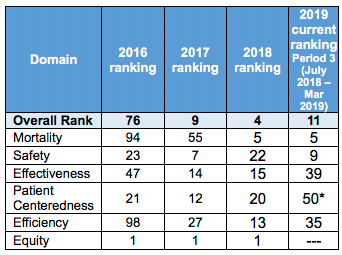 Domain 2016 ranking 2017 ranking 2018 ranking 2019 current ranking Period 3 (July 2018 – Mar 2019)
Overall Rank 76 9 4 11
Mortality 94 55 5 5
Safety 23 7 22 9
Effectiveness 47 14 15 39
Patient Centeredness 21 12 20 50*
Efficiency 98 27 13 35
Equity 1 1 1 ---